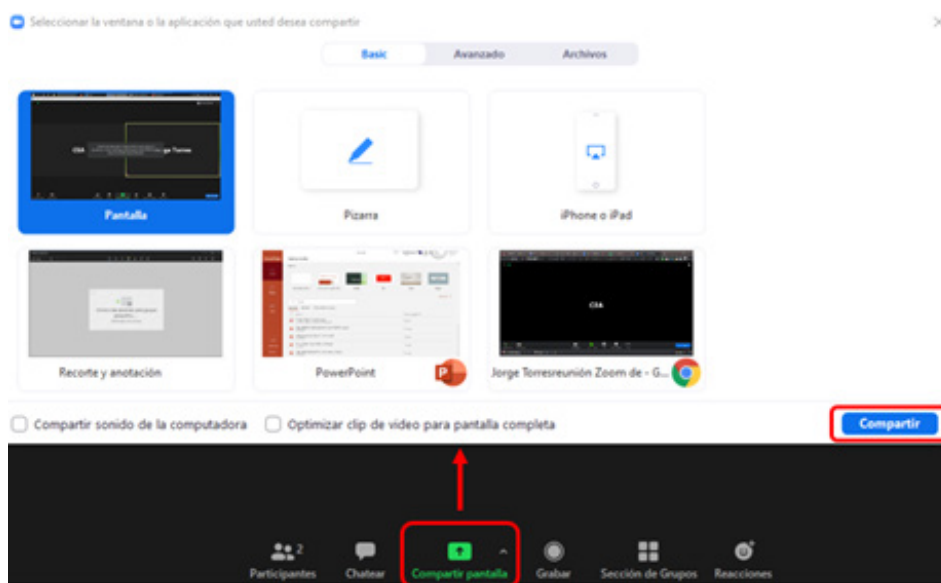 Seleccionar la ventana o la aplicación que usted desea compartir
Basic Avanzado Archivos
CIA
Pantalla Pizarra iPhone o iPad
CIA
Recorte y anotación PowerPoint Jorge Torresreunión Zoom de - G...
Compartir sonido de la computadora Optimizar clip de video para pantalla completa Compartir
2
Participantes Chatear Compartir pantalla Grabar Sección de Grupos Reacciones